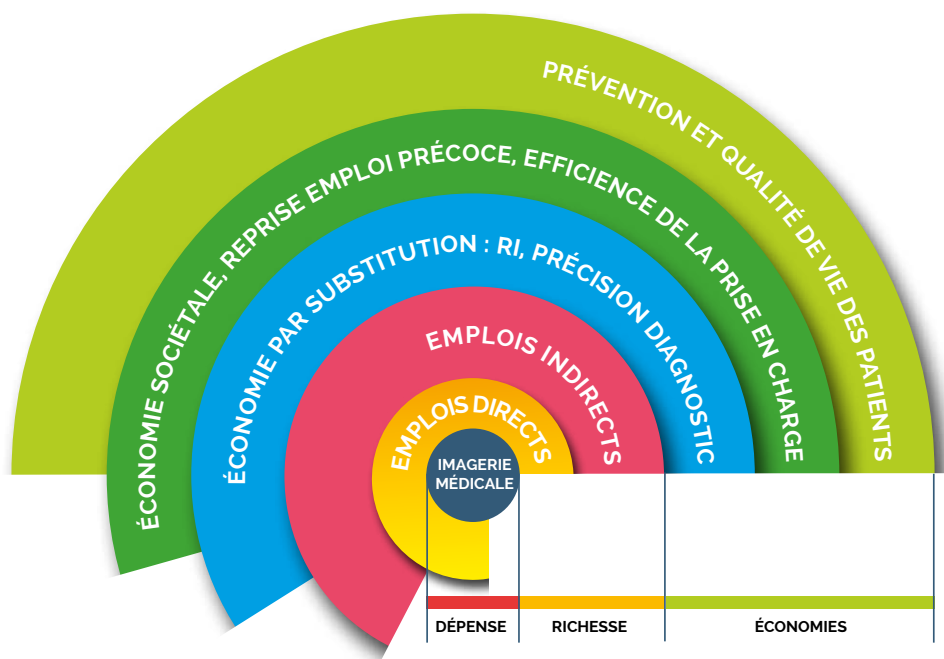 PRÉVENTION ET QUALITÉ DE VIE DES PATIENTS
ÉCONOMIE SOCIÉTALE, REPRISE EMPLOI PRÉCOCE, EFFICIENCE DE LA PRISE EN CHARGE
ÉCONOMIE PAR SUBSTITUTION : RI, PRÉCISION DIAGNOSTIC
EMPLOIS INDIRECTS
EMPLOIS DIRECTS
IMAGERIE
MÉDICALE
DÉPENSE
RICHESSE
ÉCONOMIES